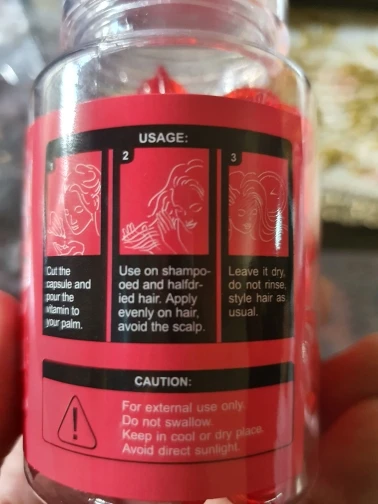 USAGE:
1
2
3
Cut the
capsule and
pour the
vitamin to
your palm.
Use on shampo-
oed and halfdr-
ied hair. Apply
evenly on hair,
avoid the scalp.
Leave it dry,
do not rinse,
style hair as
usual.
CAUTION:
!
For external use only.
Do not swallow.
Keep in cool or dry place.
Avoid direct sunlight.